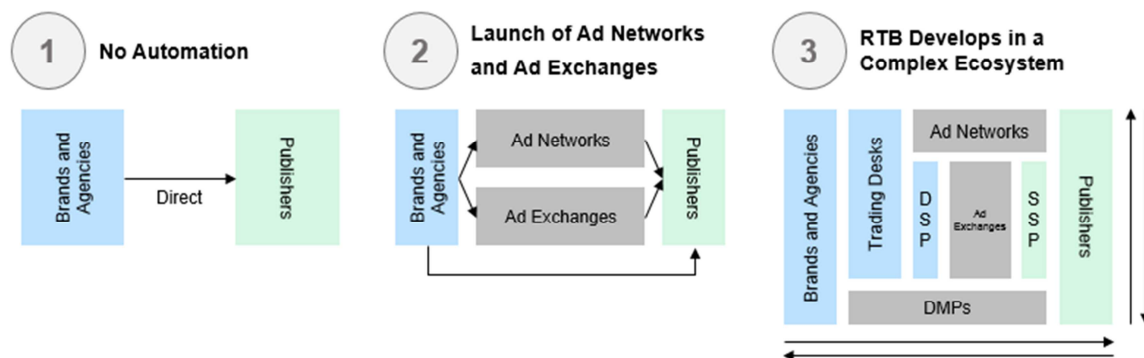 1
No Automation
Brands and
Agencies
Direct
Publishers
2
Launch of Ad Networks
and Ad Exchanges
Brands and
Agencies
Ad Networks
Ad Exchanges
Publishers
3
RTB Develops in a
Complex Ecosystem
Brands and Agencies
Trading Desks
Ad Networks
DSP
Ad
Exchanges
SSP
DMPs
Publishers